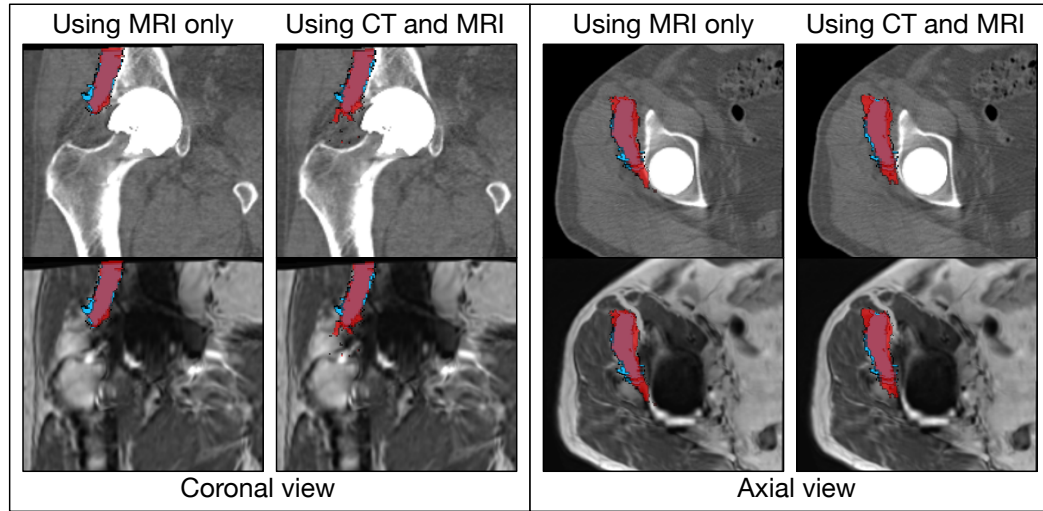 Using MRI only Using CT and MRI Using MRI only Using CT and MRI
Coronal view Axial view